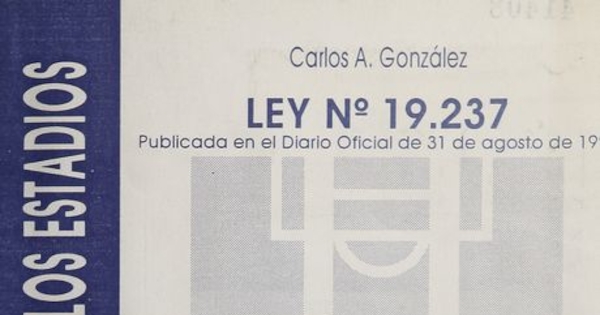 Carlos A. González
LEY Nº 19.237
Publicada en el Diario Oficial de 31 de agosto de 19
LOS ESTADIOS